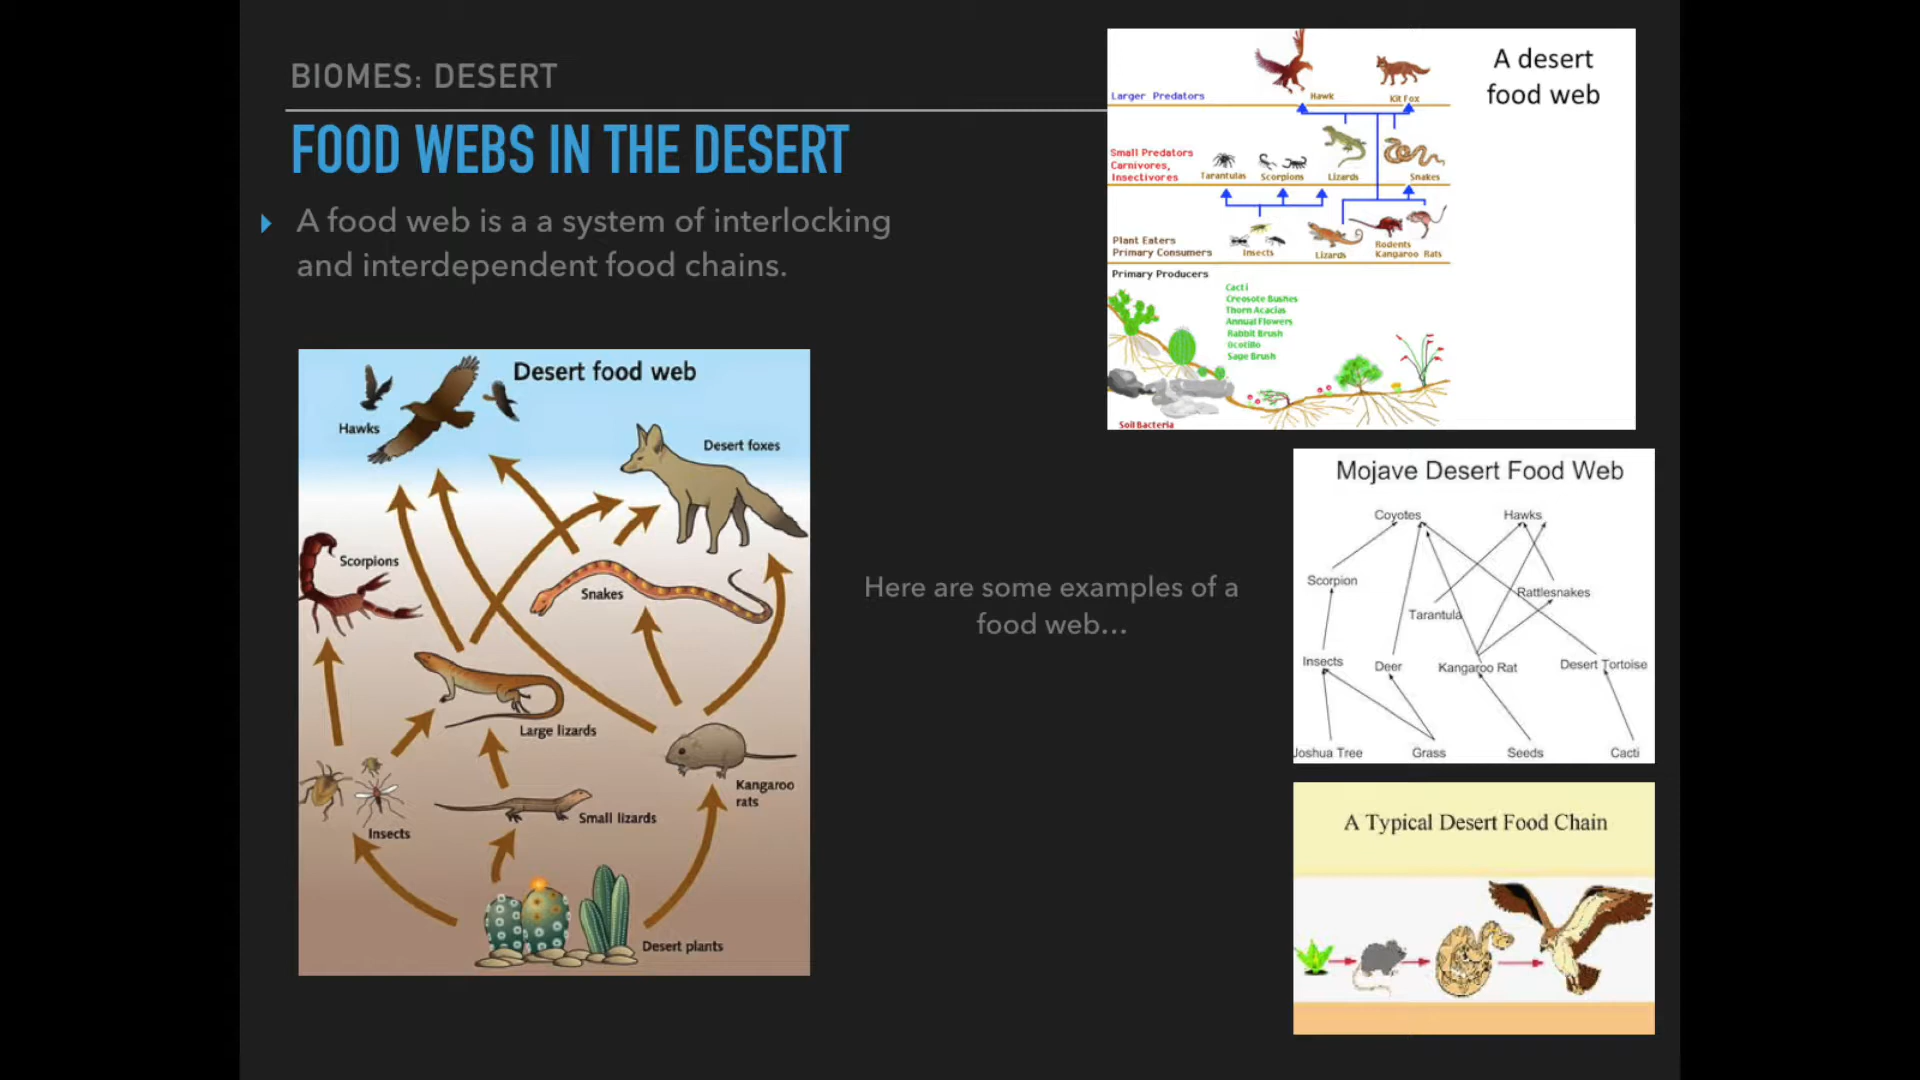 BIOMES: DESERT
FOOD WEBS IN THE DESERT
A food web is a a system of interlocking
and interdependent food chains.
A desert
food web
Hawk
Kit Fox
Larger Predators
Small Predators
Carnivores,
Insectivores
Tarantulas
Scorpions
Lizards
Snakes
Plant Eaters
Primary Consumers
Insects
Lizards
Rodents
Kangaroo Rats
Primary Producers
Cacti
Creosote Bushes
Thorn Acacias
Annual Flowers
Rabbit Brush
Ocotillo
Sage Brush
Soil Bacteria
Desert food web
Hawks
Desert foxes
Scorpions
Snakes
Large lizards
Kangaroo
rats
Small lizards
Insects
Desert plants
Here are some examples of a
food web...
Mojave Desert Food Web
Coyotes
Hawks
Scorpion
Rattlesnakes
Tarantula
Insects
Deer
Kangaroo Rat
Desert Tortoise
Joshua Tree
Grass
Seeds
Cacti
A Typical Desert Food Chain